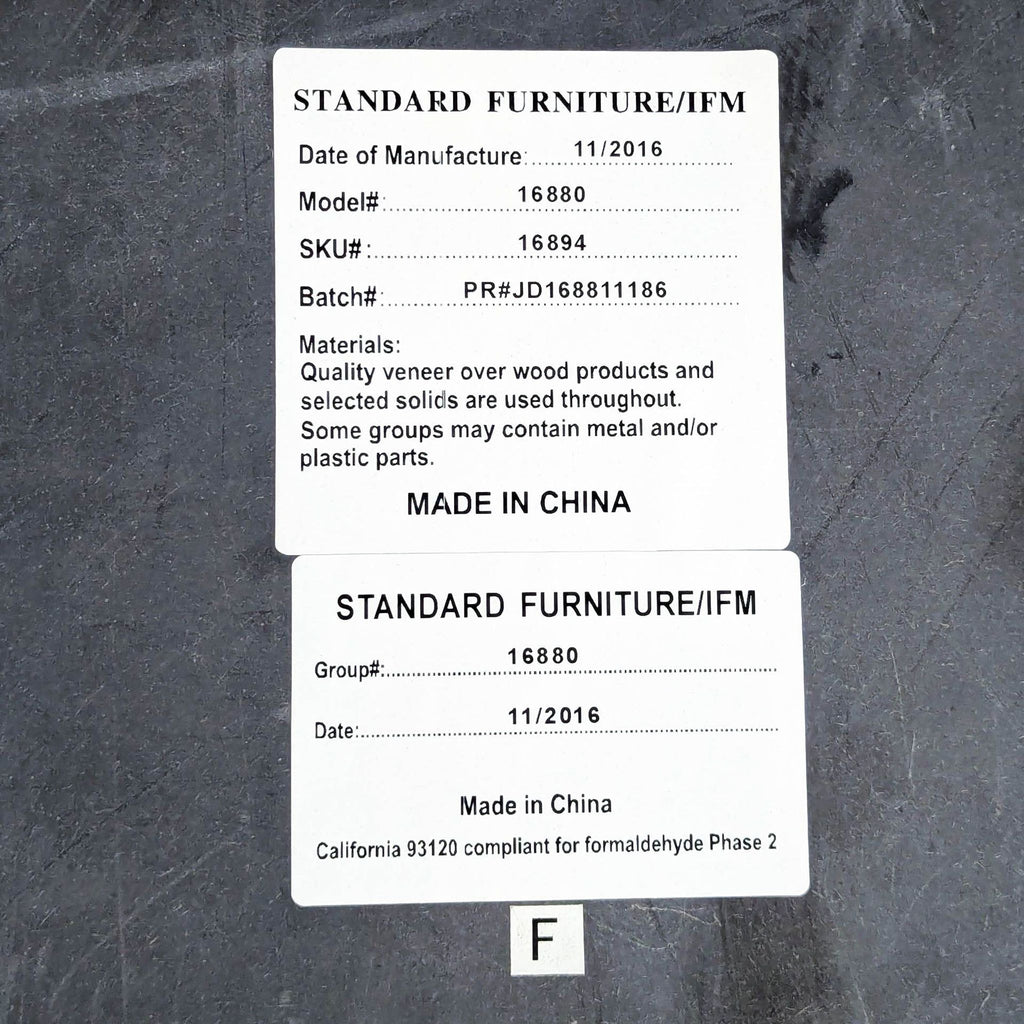 STANDARD FURNITURE/IFM
Date of Manufacture: 11/2016
Model#: 16880
SKU#: 16894
Batch#: PR#JD168811186
Materials:
Quality veneer over wood products and
selected solids are used throughout.
Some groups may contain metal and/or
plastic parts.
MADE IN CHINA
STANDARD FURNITURE/IFM
Group#: 16880
Date: 11/2016
Made in China
California 93120 compliant for formaldehyde Phase 2
F